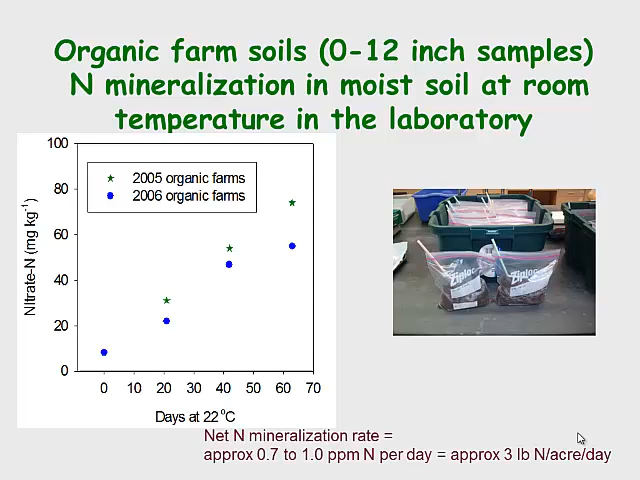 Organic farm soils (0-12 inch samples)
N mineralization in moist soil at room
temperature in the laboratory
100
80
60
40
20
0
Nitrate-N (mg kg-1)
2005 organic farms
2006 organic farms
0 10 20 30 40 50 60 70
Days at 22 oC
Ziploc
Ziploc
Net N mineralization rate =
approx 0.7 to 1.0 ppm N per day = approx 3 lb N/acre/day